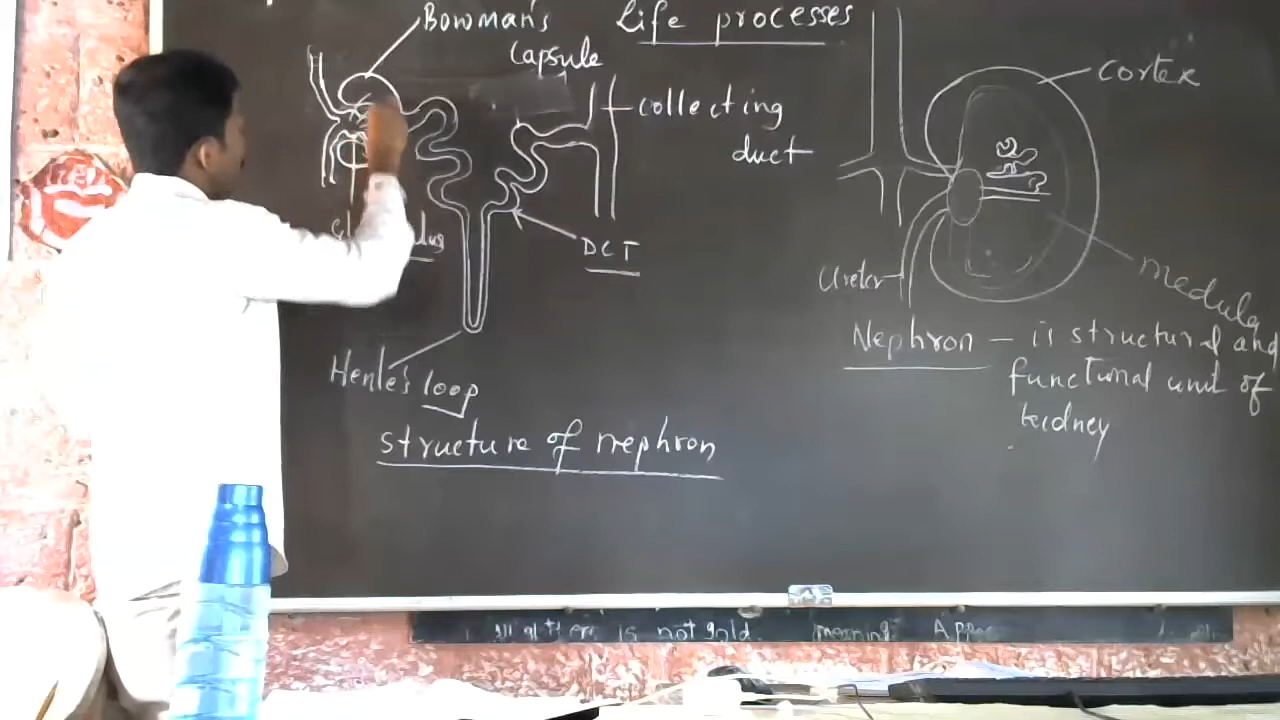 Life processes
Bowman's
capsule
collecting
duct
DCT
Henle's loop
structure of nephron
cortex
medulla
Ureter
Nephron – is structural and
functional unit of
kidney
is not gold. meaning: